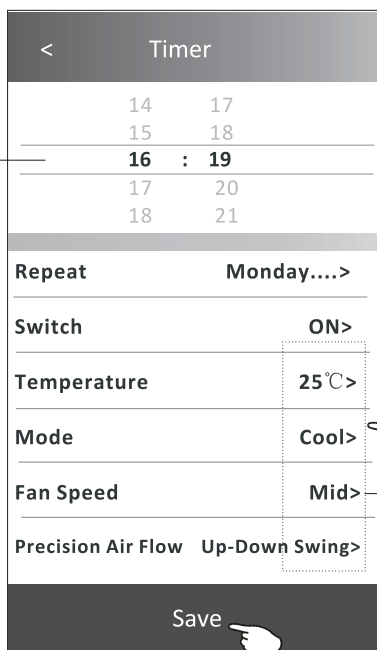 < Timer
14 17
15 18
16 : 19
17 20
18 21
Repeat Monday....>
Switch ON>
Temperature 25℃>
Mode Cool>
Fan Speed Mid>
Precision Air Flow Up-Down Swing>
Save